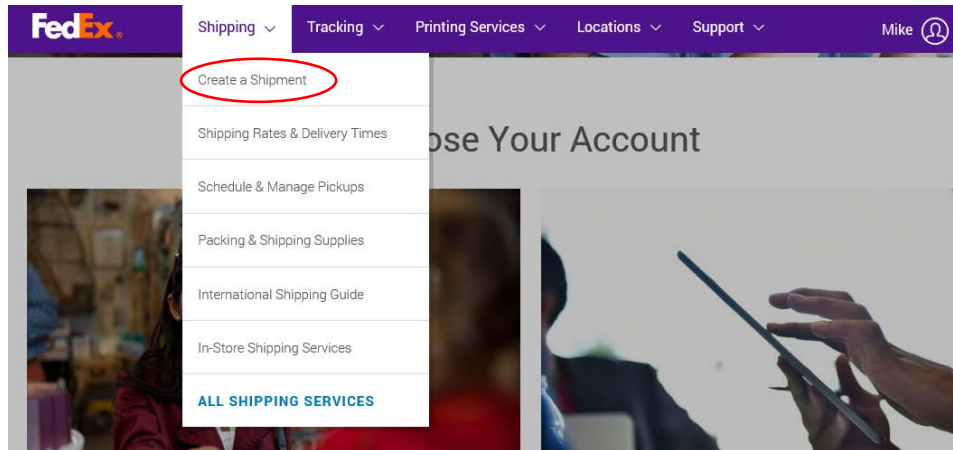 FedEx. Shipping Tracking Printing Services Locations Support Mike
Create a Shipment
Shipping Rates & Delivery Times
ose Your Account
Schedule & Manage Pickups
Packing & Shipping Supplies
International Shipping Guide
In-Store Shipping Services
ALL SHIPPING SERVICES